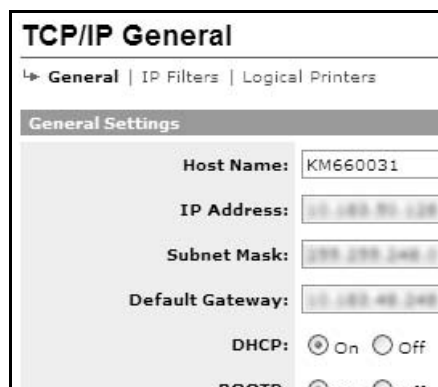 TCP/IP General
General | IP Filters | Logical Printers
General Settings
Host Name: KM660031
IP Address:
Subnet Mask:
Default Gateway:
DHCP: On Off